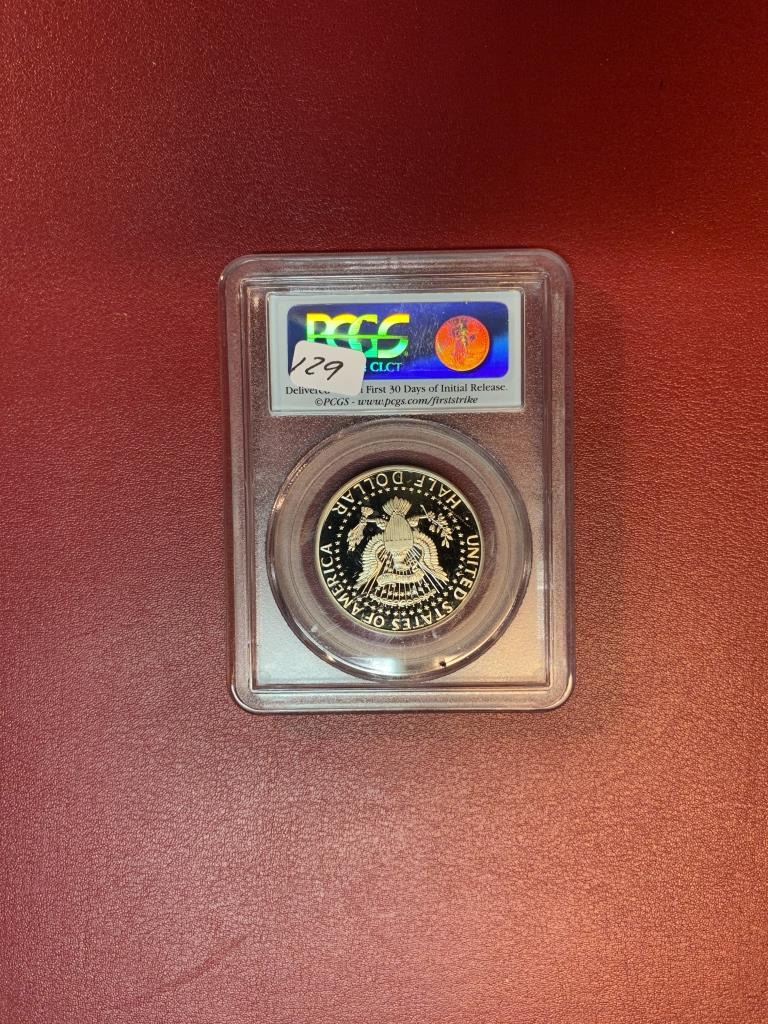 PCGS
129
CLCT
First 30 Days of Initial Release.
©PCGS - www.pcgs.com/firststrike
UNITED STATES OF AMERICA · HALF DOLLAR ·